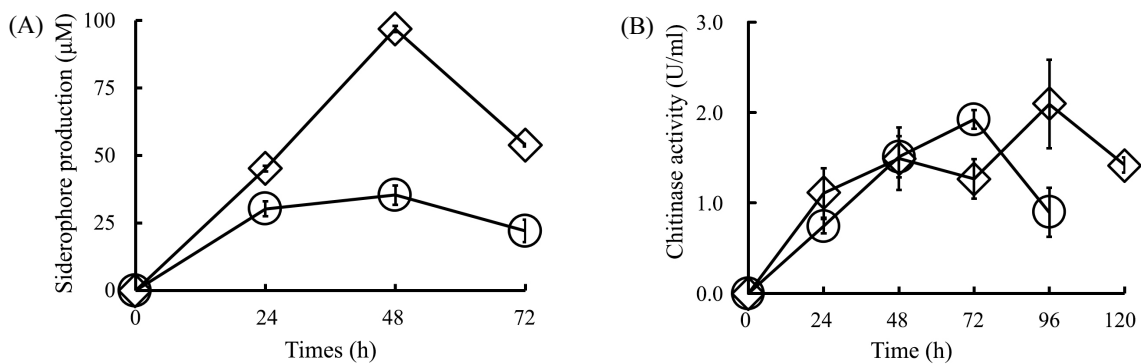 (A)
Siderophore production (μM)
100
75
50
25
0
0 24 48 72
Times (h)
(B)
Chitinase activity (U/ml)
3.0
2.0
1.0
0.0
0 24 48 72 96 120
Time (h)